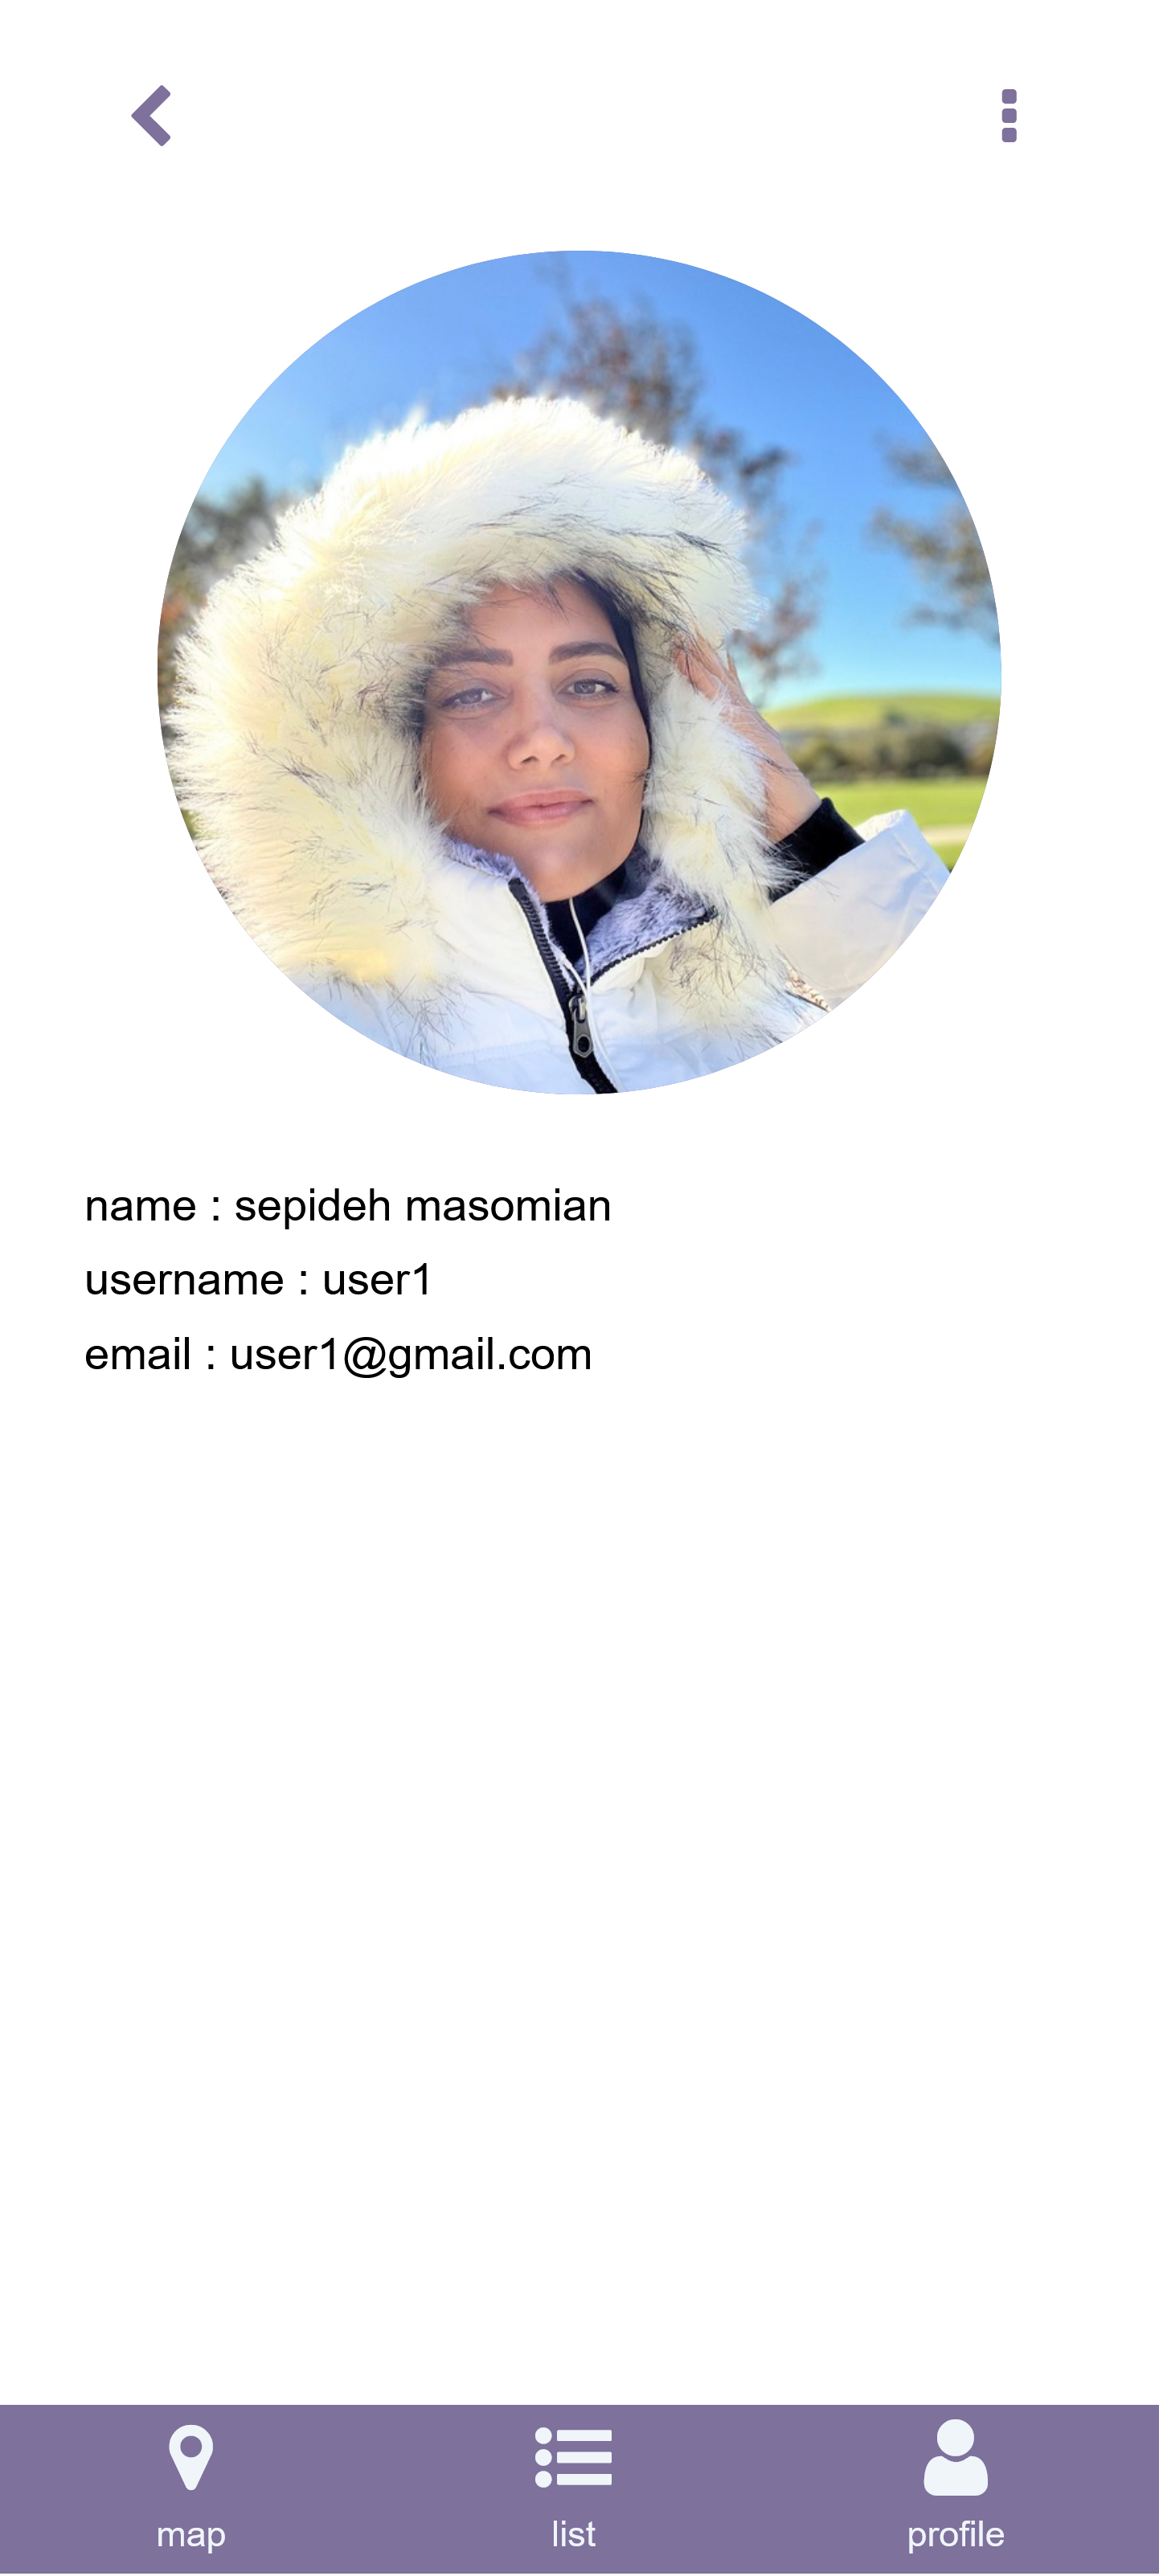 name : sepideh masomian
username : user1
email : user1@gmail.com
map
list
profile